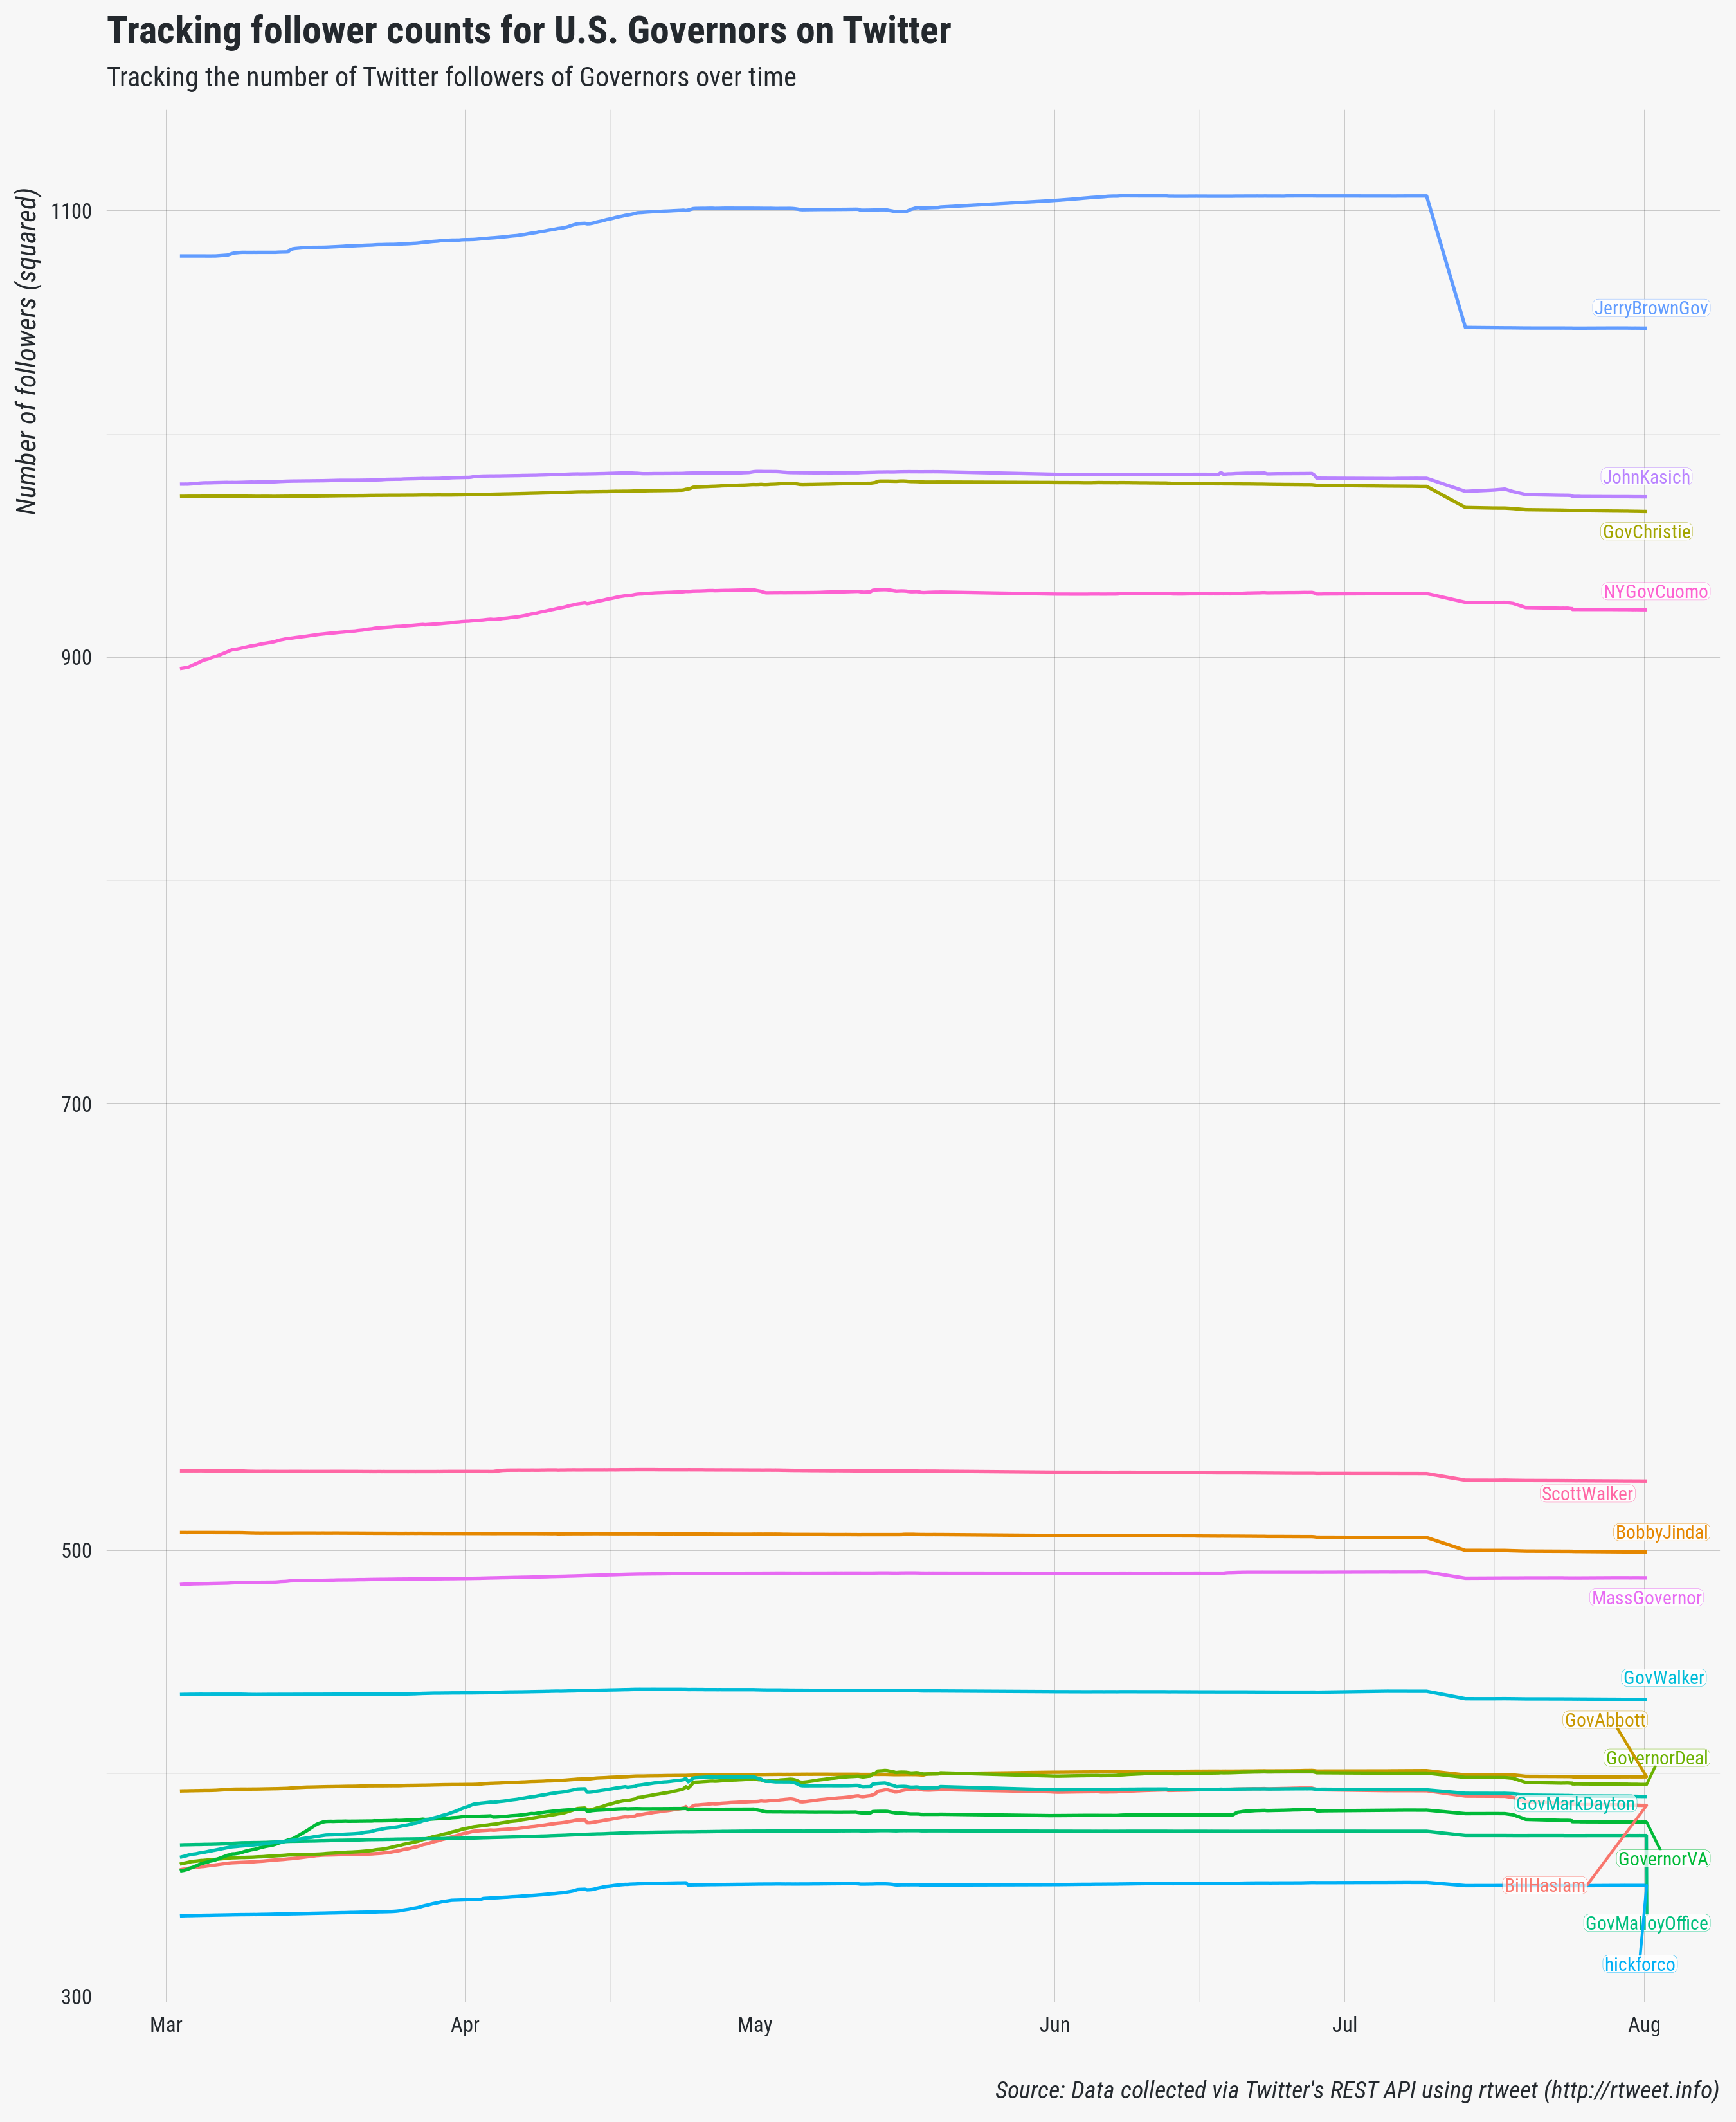 Tracking follower counts for U.S. Governors on Twitter
Tracking the number of Twitter followers of Governors over time
Number of followers (squared)
1100
JerryBrownGov
JohnKasich
GovChristie
NYGovCuomo
900
700
ScottWalker
BobbyJindal
500
MassGovernor
GovWalker
GovAbbott
GovernorDeal
GovMarkDayton
GovernorVA
BillHaslam
GovMalloyOffice
hickforco
300
Mar Apr May Jun Jul Aug
Source: Data collected via Twitter's REST API using rtweet (http://rtweet.info)